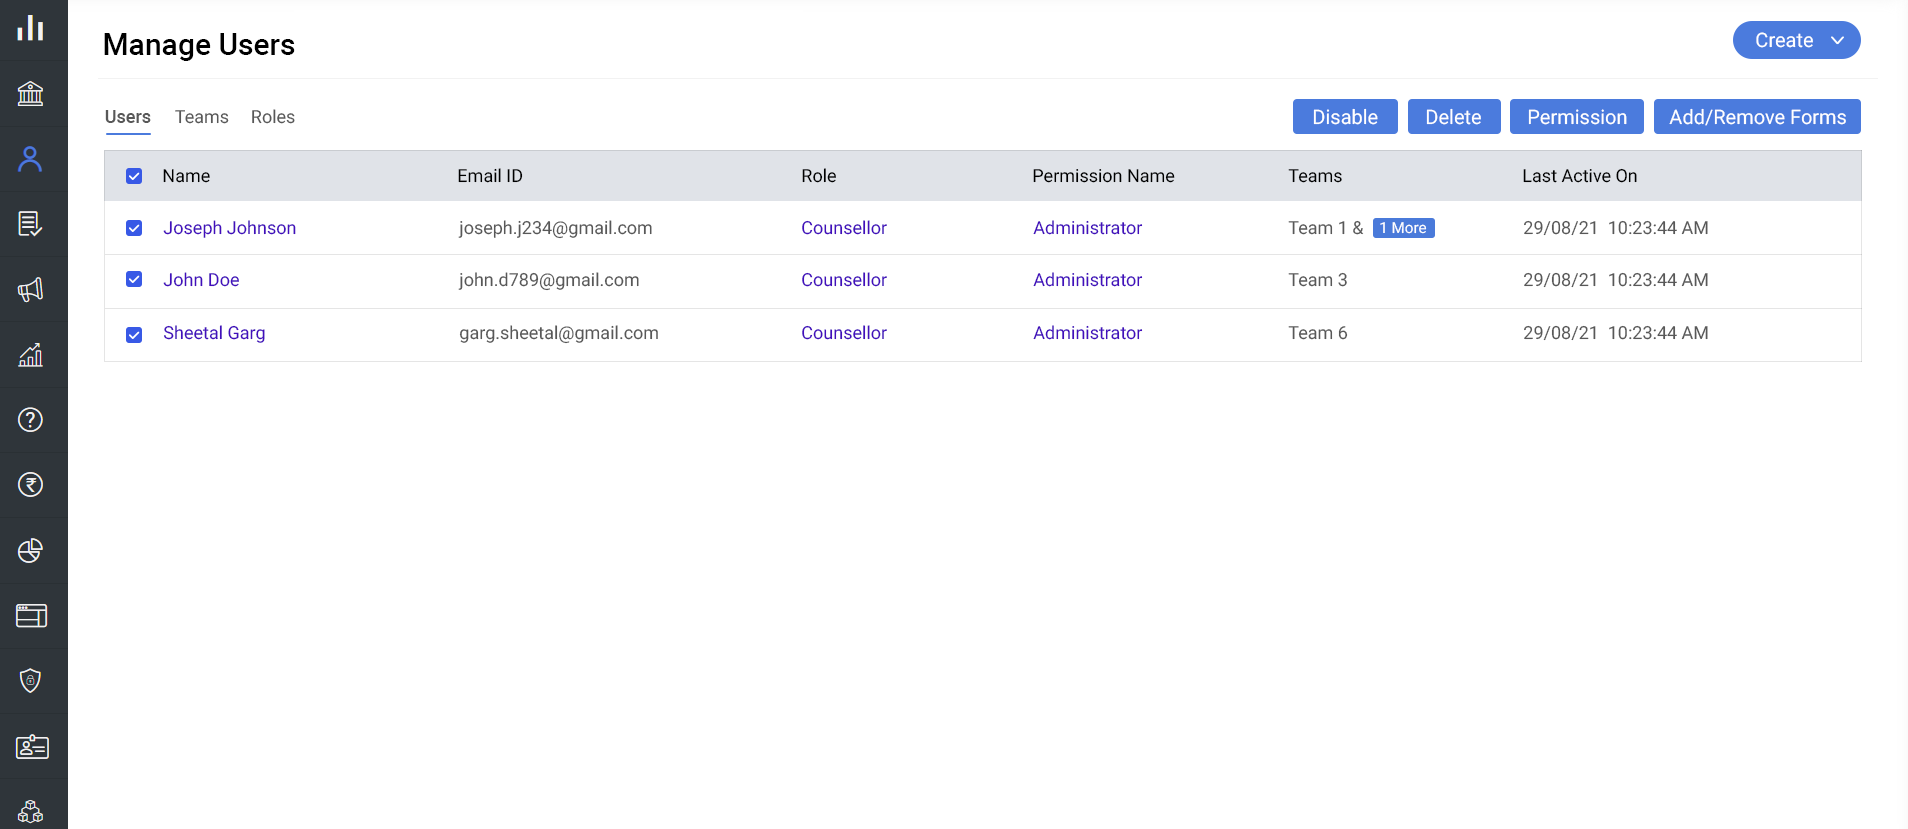 Manage Users
Create
Users Teams Roles
Disable Delete Permission Add/Remove Forms
Name Email ID Role Permission Name Teams Last Active On
Joseph Johnson joseph.j234@gmail.com Counsellor Administrator Team 1 & 1 More 29/08/21 10:23:44 AM
John Doe john.d789@gmail.com Counsellor Administrator Team 3 29/08/21 10:23:44 AM
Sheetal Garg garg.sheetal@gmail.com Counsellor Administrator Team 6 29/08/21 10:23:44 AM